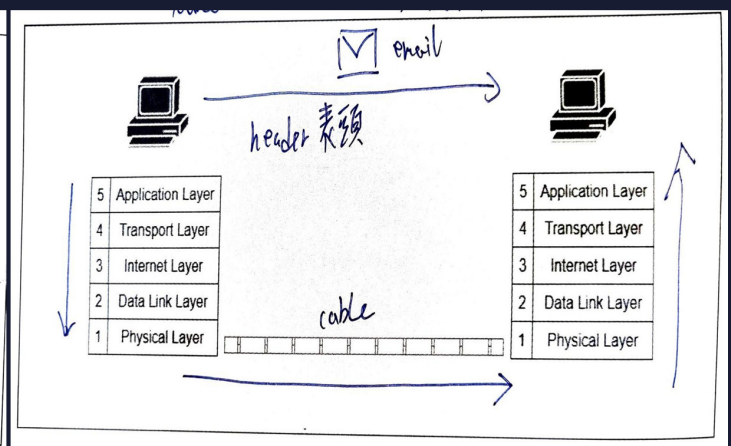 email
header 表頭
5 Application Layer
4 Transport Layer
3 Internet Layer
2 Data Link Layer
1 Physical Layer
cable
5 Application Layer
4 Transport Layer
3 Internet Layer
2 Data Link Layer
1 Physical Layer